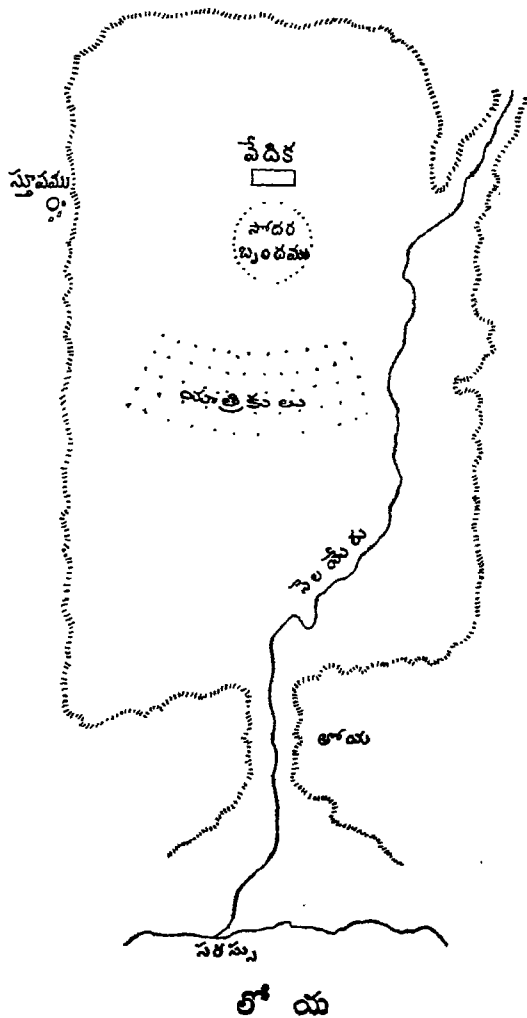 వేదిక
స్తూపము
సోదర
బృందము
యాత్రికులు
సెలయేరు
లోయ
సరస్సు
లోయ